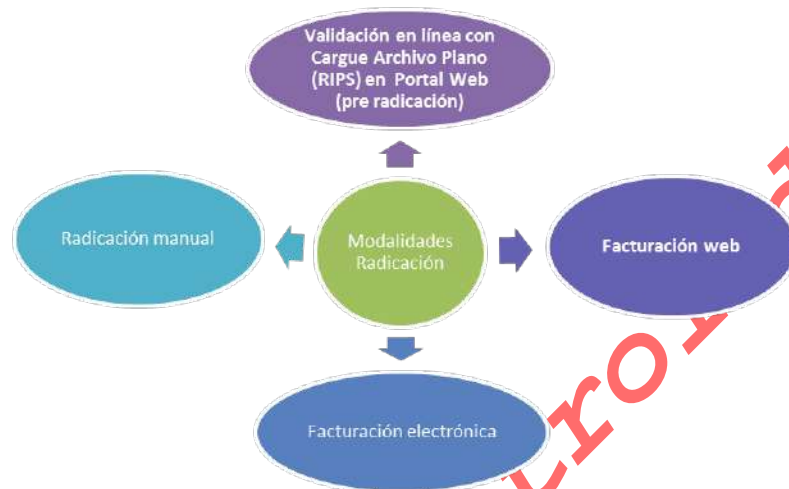 Validación en línea con
Cargue Archivo Plano
(RIPS) en Portal Web
(pre radicación)
Radicación manual
Modalidades
Radicación
Facturación web
Facturación electrónica